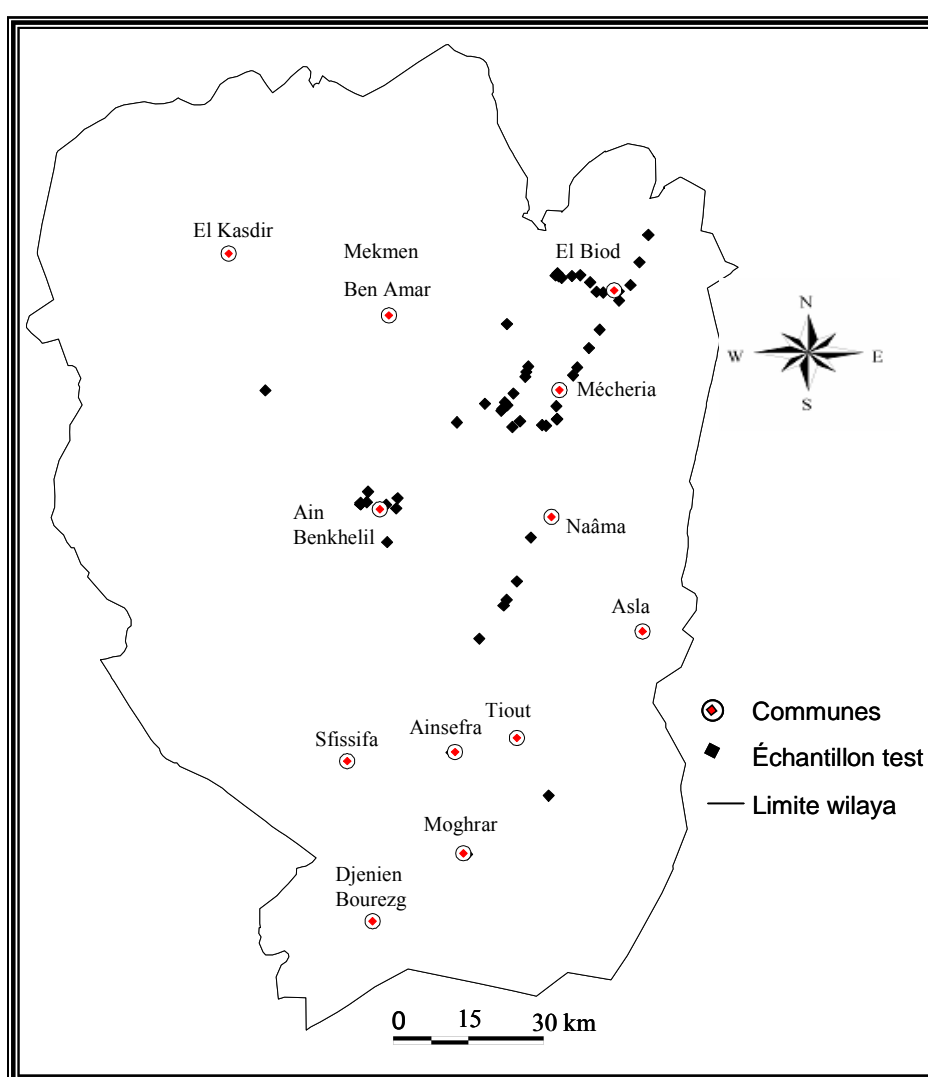 El Kasdir
Mekmen
Ben Amar
El Biod
N
W
E
S
Mécheria
Ain
Benkhelil
Naâma
Asla
Communes
Échantillon test
Limite wilaya
Tiout
Ainsefra
Sfissifa
Moghrar
Djenien
Bourezg
0 15 30 km